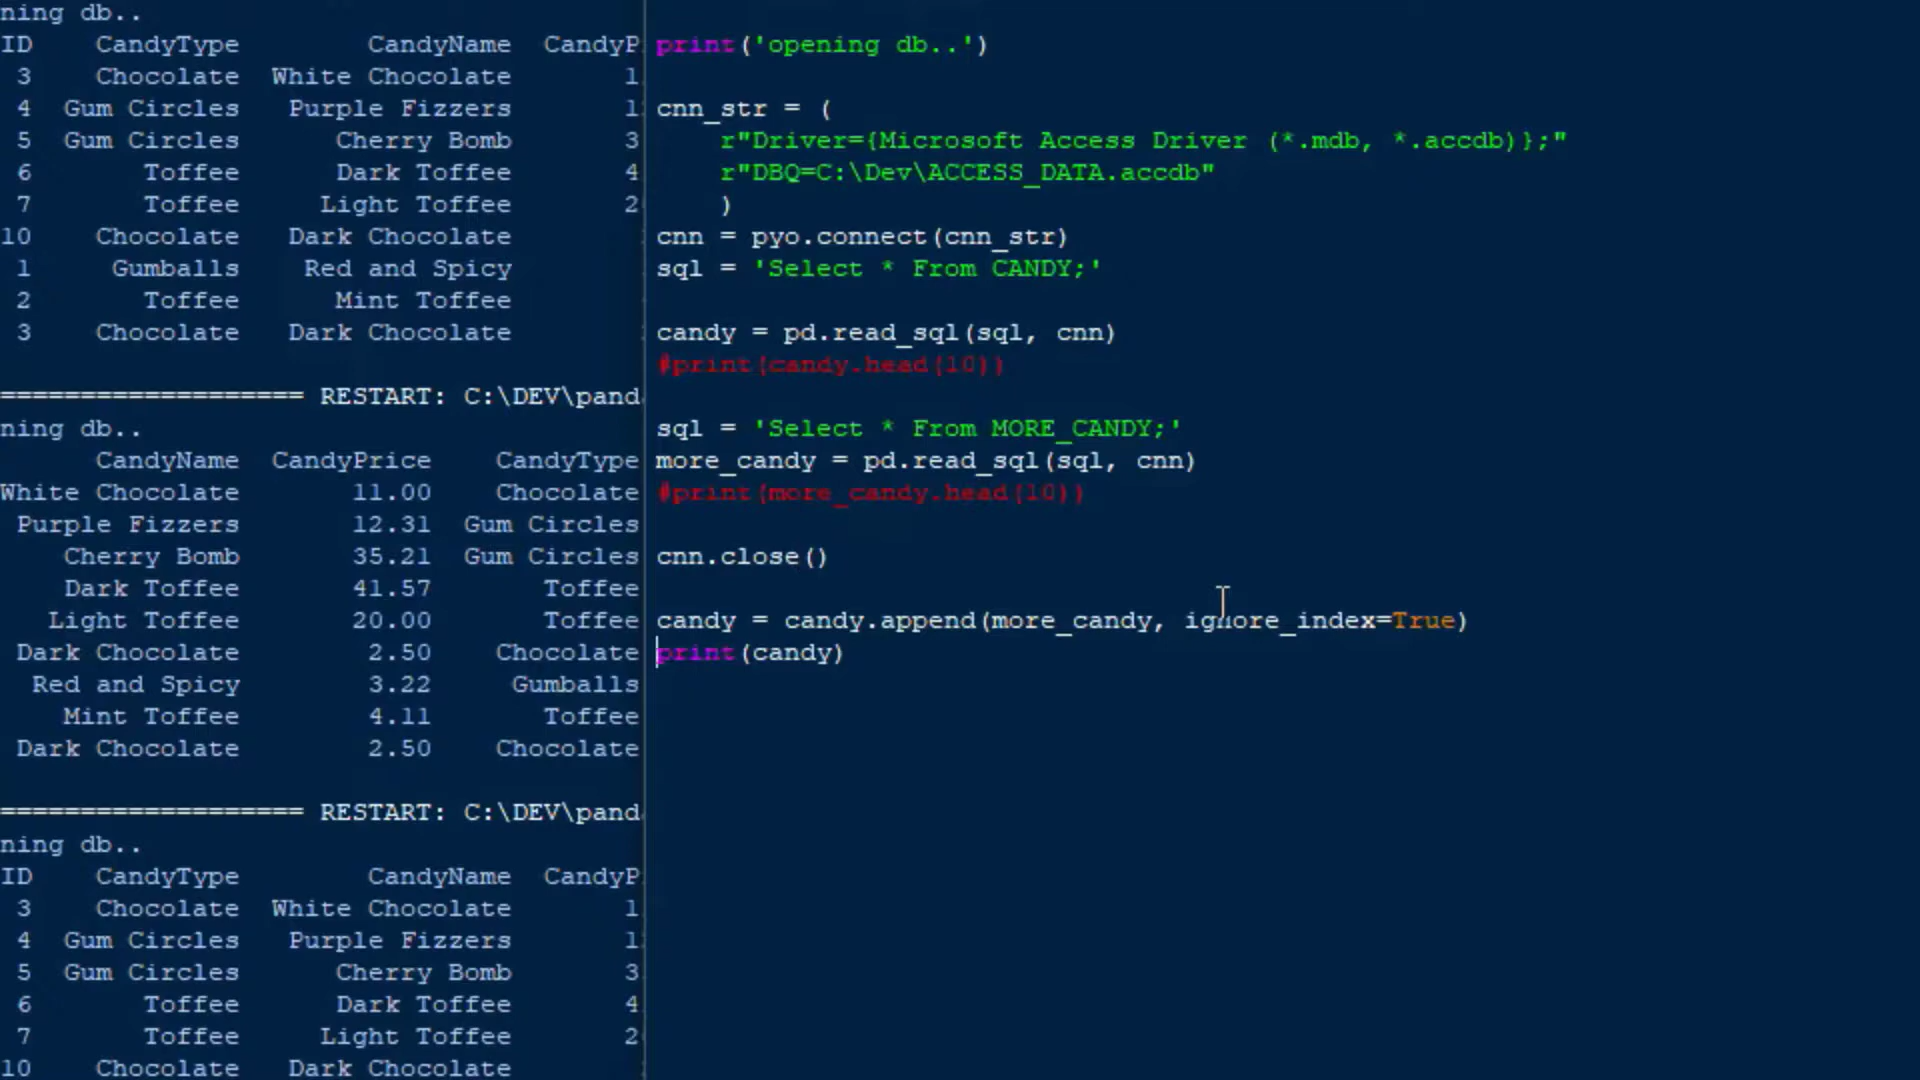 ning db..
ID CandyType CandyName CandyP
3 Chocolate White Chocolate 1
4 Gum Circles Purple Fizzers 1
5 Gum Circles Cherry Bomb 3
6 Toffee Dark Toffee 4
7 Toffee Light Toffee 2
10 Chocolate Dark Chocolate
1 Gumballs Red and Spicy
2 Toffee Mint Toffee
3 Chocolate Dark Chocolate
=================== RESTART: C:\DEV\pand
ning db..
CandyName CandyPrice CandyType
White Chocolate 11.00 Chocolate
Purple Fizzers 12.31 Gum Circles
Cherry Bomb 35.21 Gum Circles
Dark Toffee 41.57 Toffee
Light Toffee 20.00 Toffee
Dark Chocolate 2.50 Chocolate
Red and Spicy 3.22 Gumballs
Mint Toffee 4.11 Toffee
Dark Chocolate 2.50 Chocolate
=================== RESTART: C:\DEV\pand
ning db..
ID CandyType CandyName CandyP
3 Chocolate White Chocolate 1
4 Gum Circles Purple Fizzers 1
5 Gum Circles Cherry Bomb 3
6 Toffee Dark Toffee 4
7 Toffee Light Toffee 2
10 Chocolate Dark Chocolate
print('opening db..')
cnn_str = (
r"Driver={Microsoft Access Driver (*.mdb, *.accdb)};"
r"DBQ=C:\Dev\ACCESS_DATA.accdb"
)
cnn = pyo.connect(cnn_str)
sql = 'Select * From CANDY;'
candy = pd.read_sql(sql, cnn)
#print(candy.head(10))
sql = 'Select * From MORE_CANDY;'
more_candy = pd.read_sql(sql, cnn)
#print(more_candy.head(10))
cnn.close()
candy = candy.append(more_candy, ignore_index=True)
print(candy)